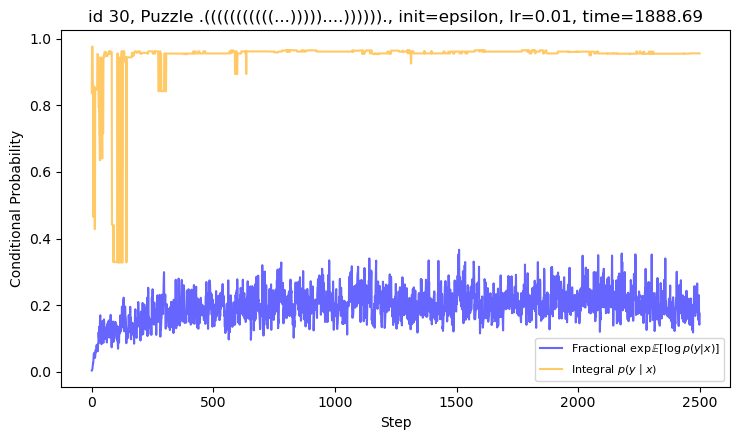 id 30, Puzzle .(((((((((((...)))))....))))))., init=epsilon, lr=0.01, time=1888.69
1.0
0.8
0.6
0.4
0.2
0.0
Conditional Probability
0
500
1000
1500
2000
2500
Step
Fractional exp𝔼[log p(y|x)]
Integral p(y | x)